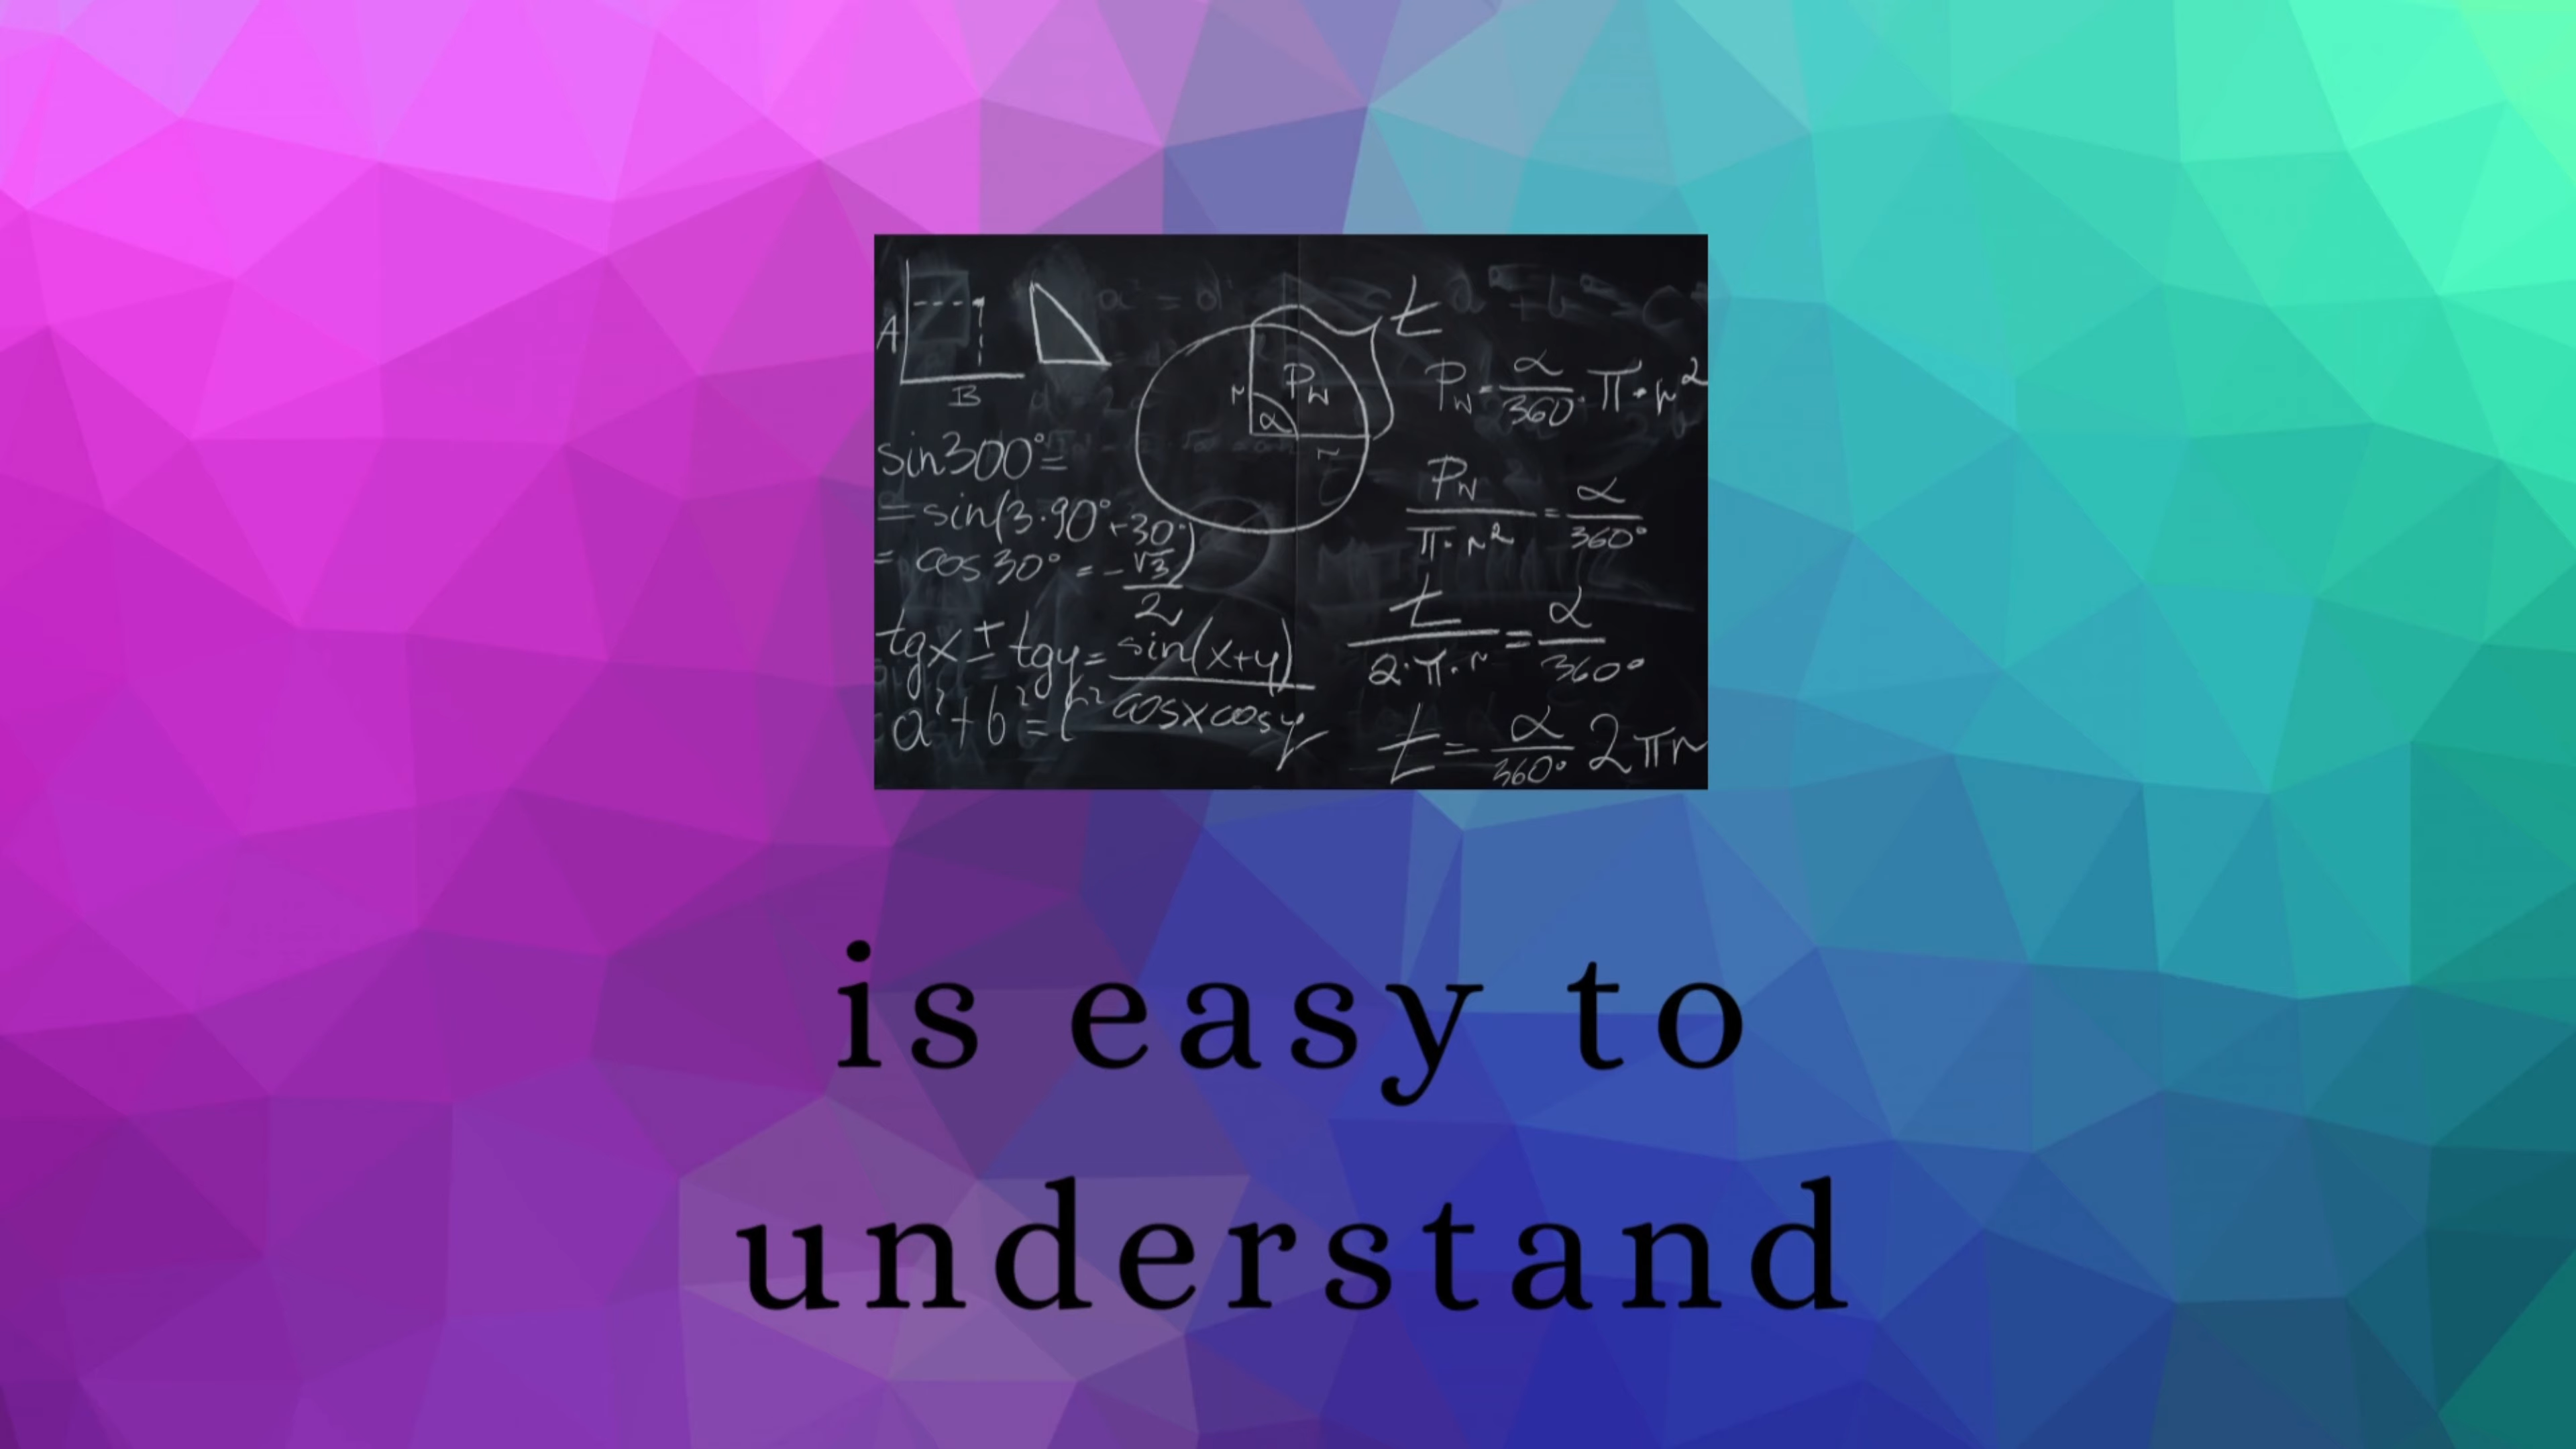 A
B
t
r
Pw
α
r
Pw = α/360° · π · r²
sin300° =
= sin(3·90°+30°)
= cos30° = -√3/2
Pw/π·r² = α/360°
t/2·π·r = α/360°
tgx ± tgy = sin(x+y)/cosxcosy
a²+b²=c²
t = α/360° 2πr
is easy to
understand